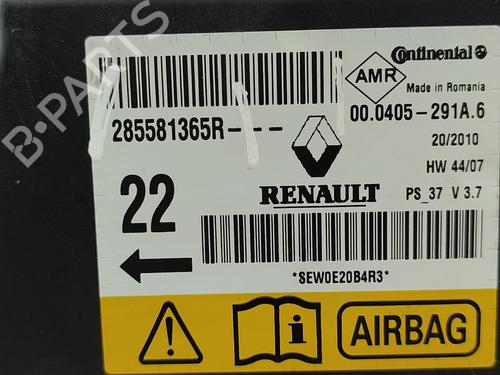 Continental
AMR
Made in Romania
285581365R---
00.0405-291A.6
20/2010
HW 44/07
22
RENAULT
PS_37 V 3.7
*SEW0E20B4R3*
! i AIRBAG
B-PARTS